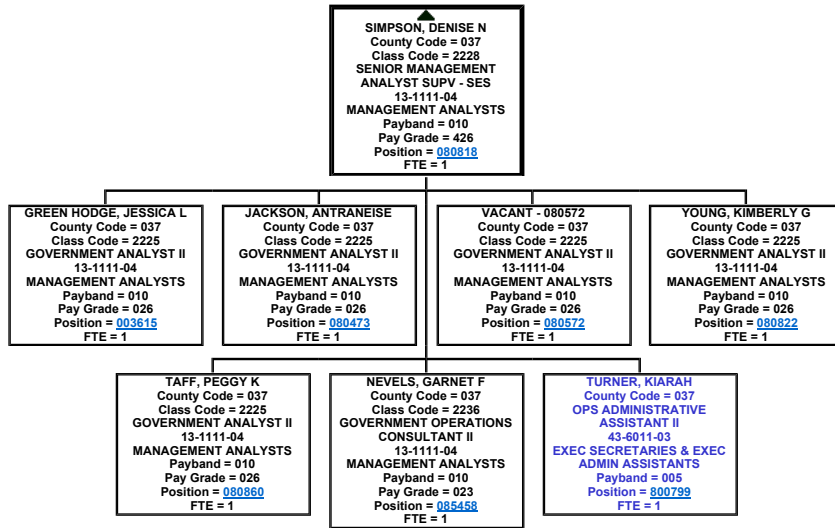 SIMPSON, DENISE N
County Code = 037
Class Code = 2228
SENIOR MANAGEMENT
ANALYST SUPV - SES
13-1111-04
MANAGEMENT ANALYSTS
Payband = 010
Pay Grade = 426
Position = 080818
FTE = 1
GREEN HODGE, JESSICA L
County Code = 037
Class Code = 2225
GOVERNMENT ANALYST II
13-1111-04
MANAGEMENT ANALYSTS
Payband = 010
Pay Grade = 026
Position = 003615
FTE = 1
JACKSON, ANTRANEISE
County Code = 037
Class Code = 2225
GOVERNMENT ANALYST II
13-1111-04
MANAGEMENT ANALYSTS
Payband = 010
Pay Grade = 026
Position = 080473
FTE = 1
VACANT - 080572
County Code = 037
Class Code = 2225
GOVERNMENT ANALYST II
13-1111-04
MANAGEMENT ANALYSTS
Payband = 010
Pay Grade = 026
Position = 080572
FTE = 1
YOUNG, KIMBERLY G
County Code = 037
Class Code = 2225
GOVERNMENT ANALYST II
13-1111-04
MANAGEMENT ANALYSTS
Payband = 010
Pay Grade = 026
Position = 080822
FTE = 1
TAFF, PEGGY K
County Code = 037
Class Code = 2225
GOVERNMENT ANALYST II
13-1111-04
MANAGEMENT ANALYSTS
Payband = 010
Pay Grade = 026
Position = 080860
FTE = 1
NEVELS, GARNET F
County Code = 037
Class Code = 2236
GOVERNMENT OPERATIONS
CONSULTANT II
13-1111-04
MANAGEMENT ANALYSTS
Payband = 010
Pay Grade = 023
Position = 085458
FTE = 1
TURNER, KIARAH
County Code = 037
OPS ADMINISTRATIVE
ASSISTANT II
43-6011-03
EXEC SECRETARIES & EXEC
ADMIN ASSISTANTS
Payband = 005
Position = 800799
FTE = 1